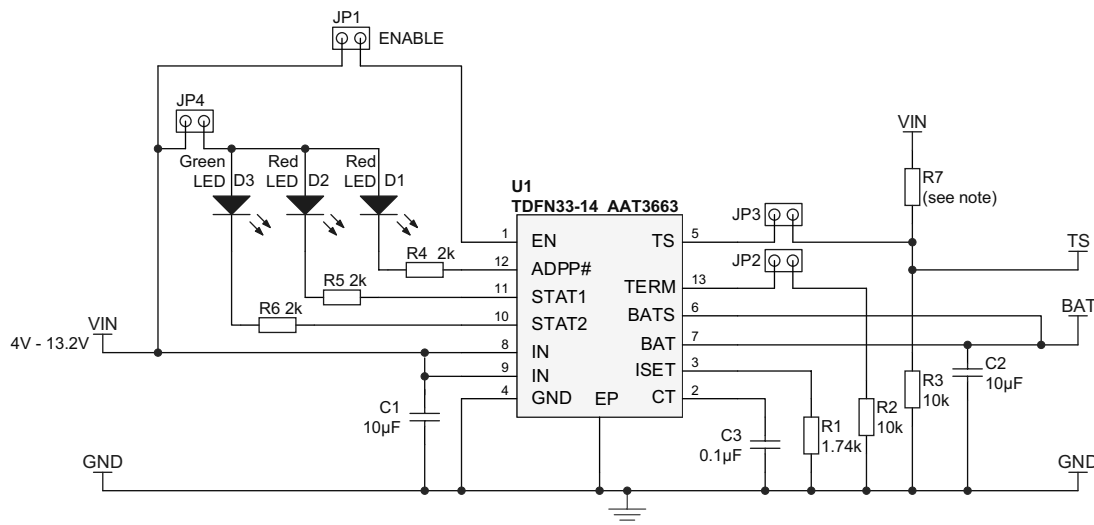 JP1
ENABLE
JP4
Green
LED
D3
Red
LED
D2
Red
LED
D1
VIN
R7
(see note)
U1
TDFN33-14 AAT3663
JP3
JP2
TS
1
EN
TS
5
R4 2k
12
ADPP#
R5 2k
11
STAT1
TERM
13
R6 2k
10
STAT2
BATS
6
BAT
VIN
4V - 13.2V
8
IN
BAT
7
9
IN
ISET
3
4
GND
EP
CT
2
C1
10µF
C3
0.1µF
R1
1.74k
R2
10k
R3
10k
C2
10µF
GND
GND